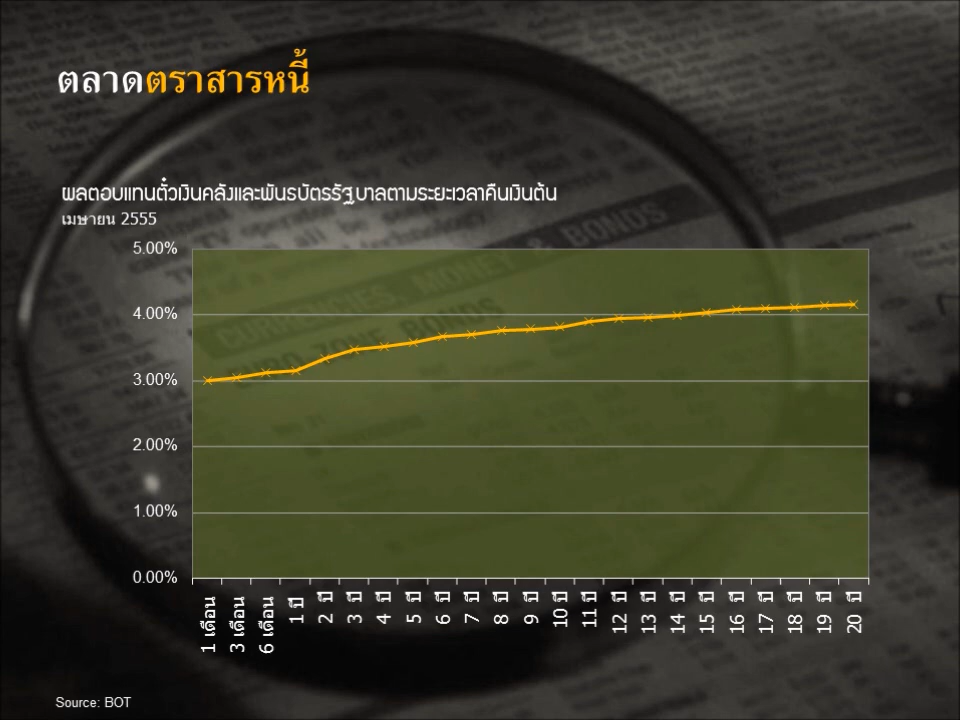 ตลาดตราสารหนี้
ผลตอบแทนตั๋วเงินคลังและพันธบัตรรัฐบาลตามระยะเวลาคืนเงินต้น
เมษายน 2555
5.00%
4.00%
3.00%
2.00%
1.00%
0.00%
CURRENCIES, MONEY & BONDS
EURO ZONE BONDS
1 เดือน
3 เดือน
6 เดือน
1 ปี
2 ปี
3 ปี
4 ปี
5 ปี
6 ปี
7 ปี
8 ปี
9 ปี
10 ปี
11 ปี
12 ปี
13 ปี
14 ปี
15 ปี
16 ปี
17 ปี
18 ปี
19 ปี
20 ปี
Source: BOT